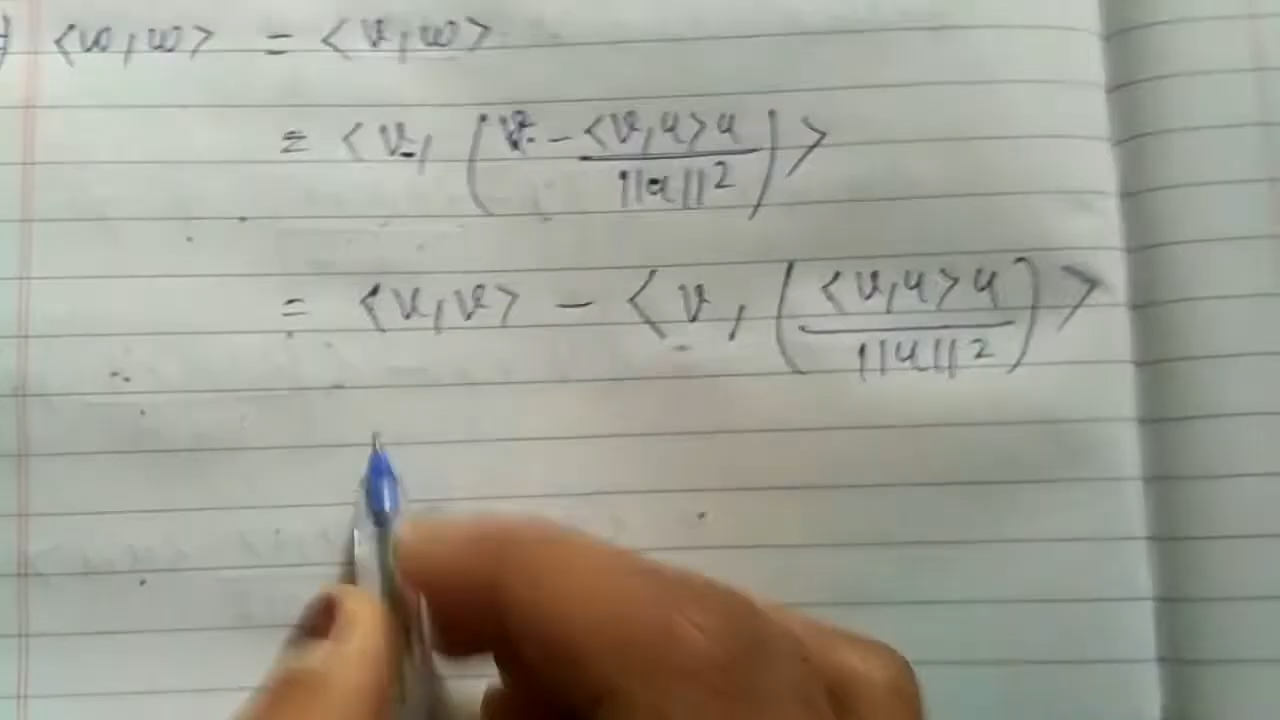 ⟨w, w⟩ = ⟨v, w⟩
= ⟨v, (v - ⟨v, u⟩u / ||u||²)⟩
= ⟨v, v⟩ - ⟨v, (⟨v, u⟩u / ||u||²)⟩